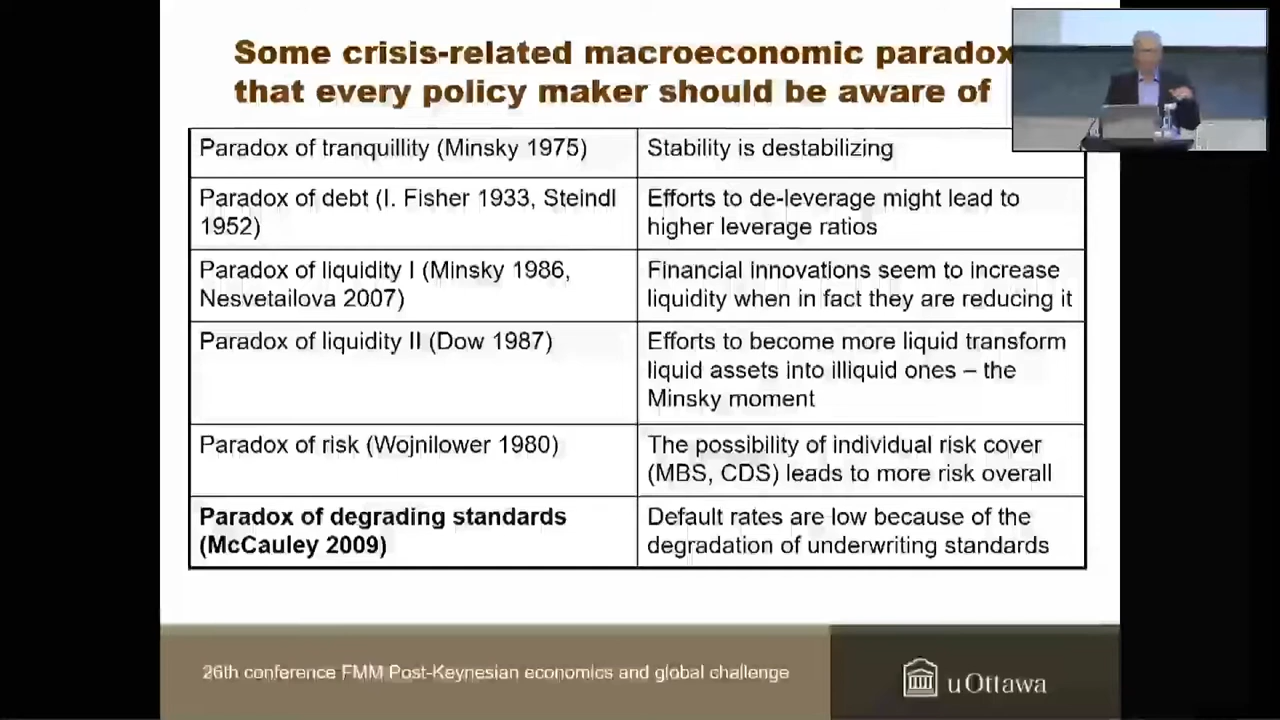 Some crisis-related macroeconomic paradox
that every policy maker should be aware of
Paradox of tranquillity (Minsky 1975)
Stability is destabilizing
Paradox of debt (I. Fisher 1933, Steindl
1952)
Efforts to de-leverage might lead to
higher leverage ratios
Paradox of liquidity I (Minsky 1986,
Nesvetailova 2007)
Financial innovations seem to increase
liquidity when in fact they are reducing it
Paradox of liquidity II (Dow 1987)
Efforts to become more liquid transform
liquid assets into illiquid ones – the
Minsky moment
Paradox of risk (Wojnilower 1980)
The possibility of individual risk cover
(MBS, CDS) leads to more risk overall
Paradox of degrading standards
(McCauley 2009)
Default rates are low because of the
degradation of underwriting standards
26th conference FMM Post-Keynesian economics and global challenge
uOttawa